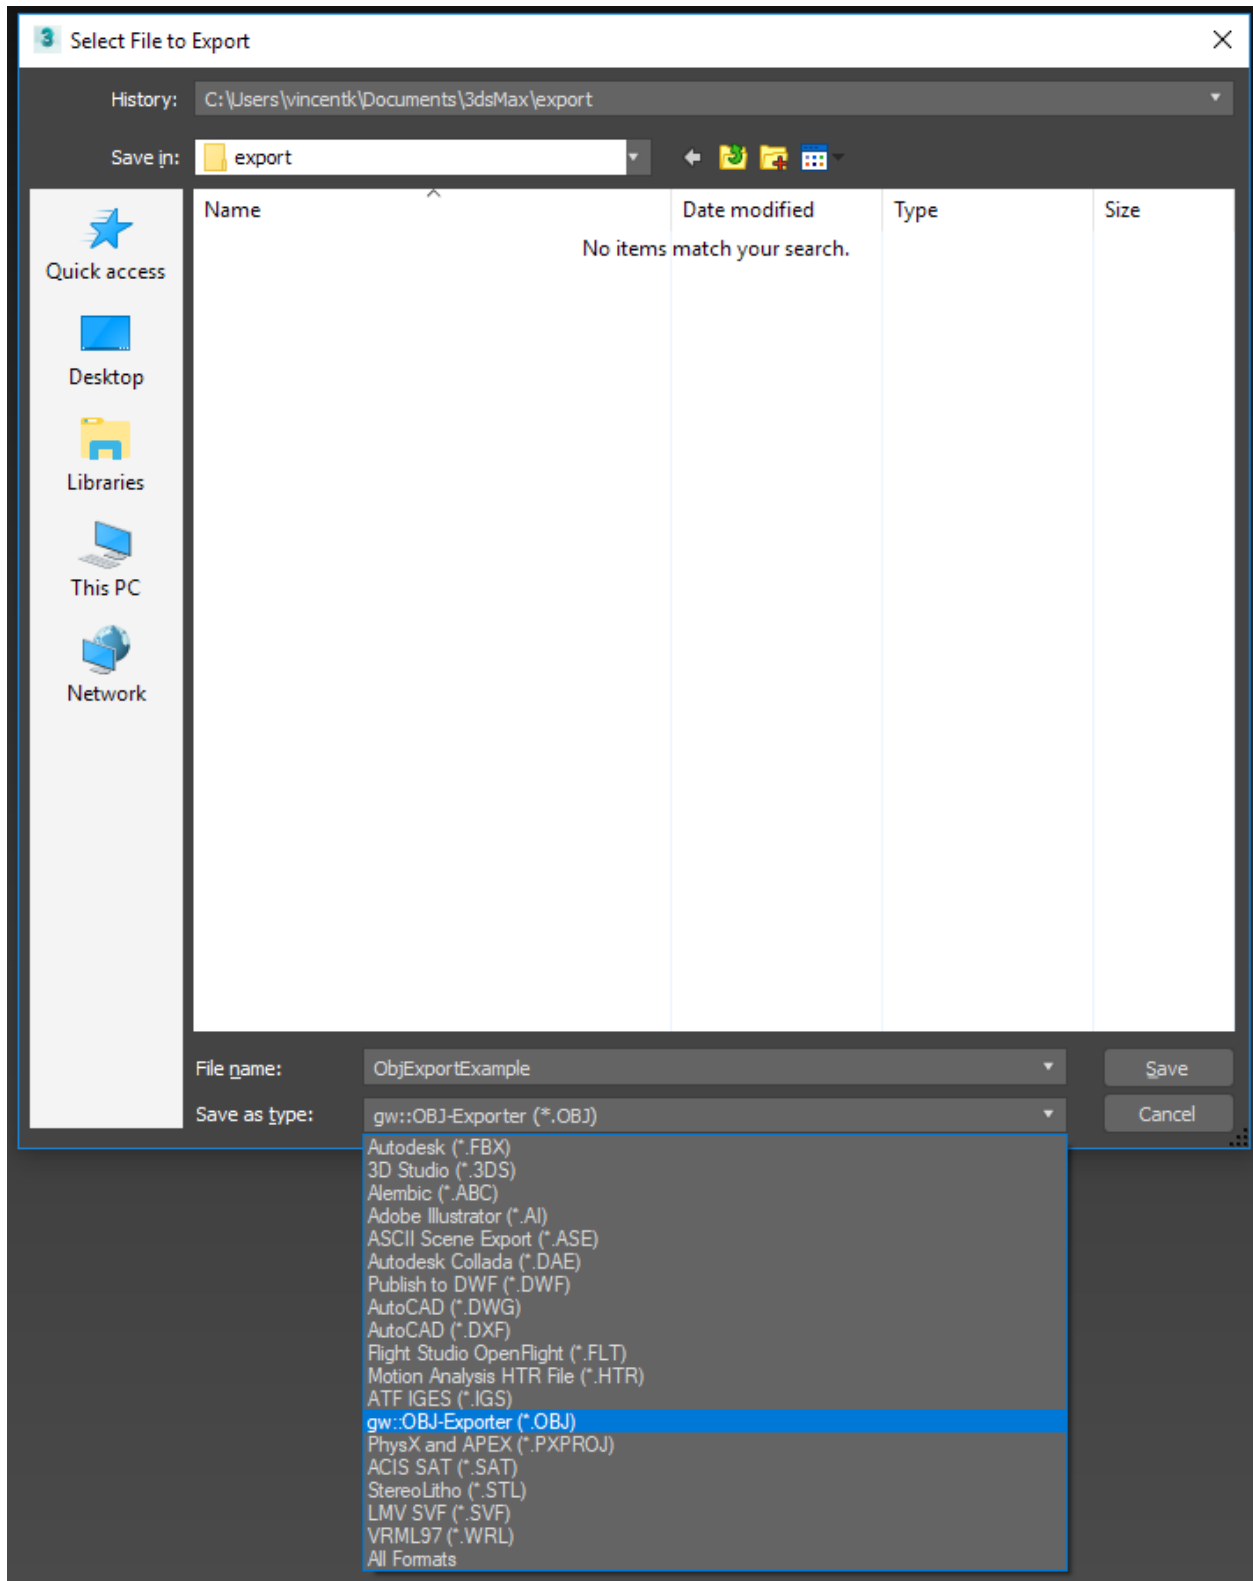 Select File to Export
History: C:\Users\vincentk\Documents\3dsMax\export
Save in: export
Name Date modified Type Size
No items match your search.
Quick access
Desktop
Libraries
This PC
Network
File name: ObjExportExample Save
Save as type: gw::OBJ-Exporter (*.OBJ) Cancel
Autodesk (*.FBX)
3D Studio (*.3DS)
Alembic (*.ABC)
Adobe Illustrator (*.AI)
ASCII Scene Export (*.ASE)
Autodesk Collada (*.DAE)
Publish to DWF (*.DWF)
AutoCAD (*.DWG)
AutoCAD (*.DXF)
Flight Studio OpenFlight (*.FLT)
Motion Analysis HTR File (*.HTR)
ATF IGES (*.IGS)
gw::OBJ-Exporter (*.OBJ)
PhysX and APEX (*.PXPROJ)
ACIS SAT (*.SAT)
StereoLitho (*.STL)
LMV SVF (*.SVF)
VRML97 (*.WRL)
All Formats